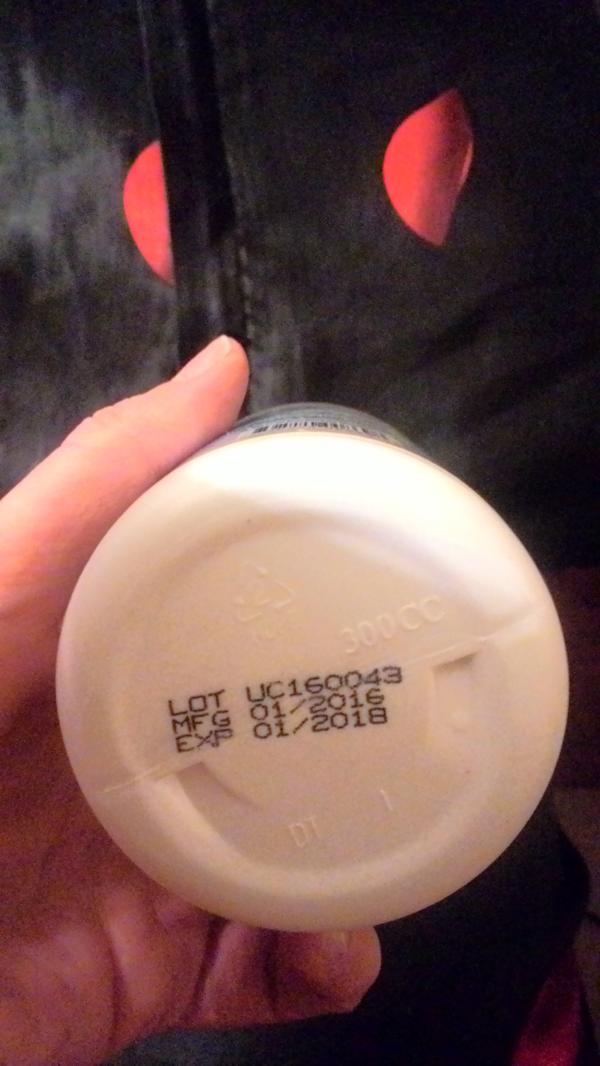 300CC
LOT UC160043
MFG 01/2016
EXP 01/2018
DT 1